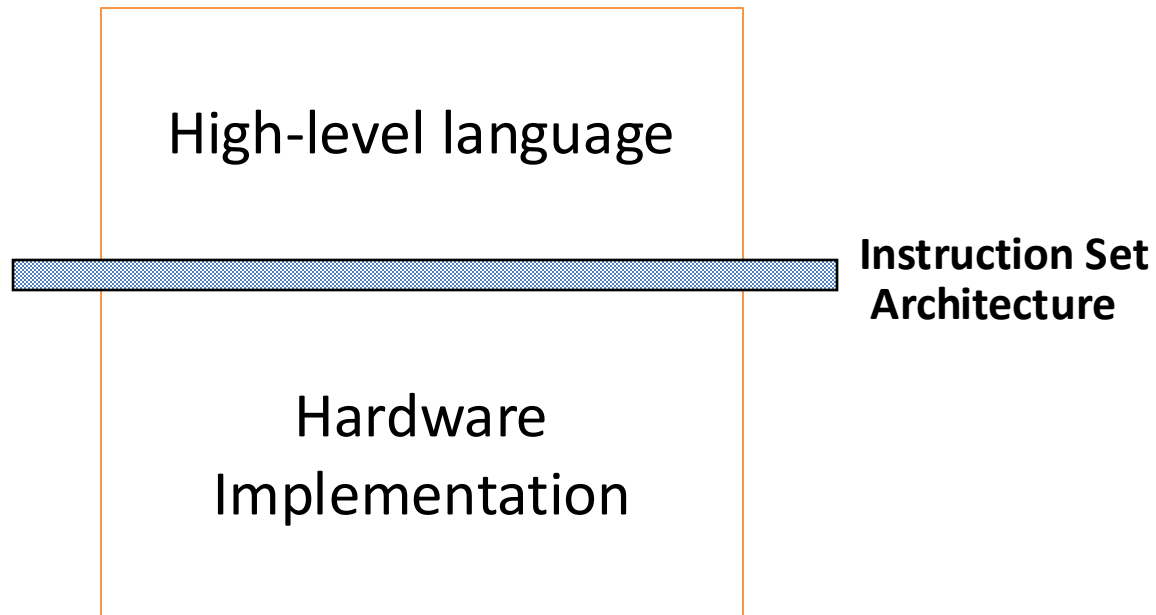 High-level language
Instruction Set
Architecture
Hardware
Implementation